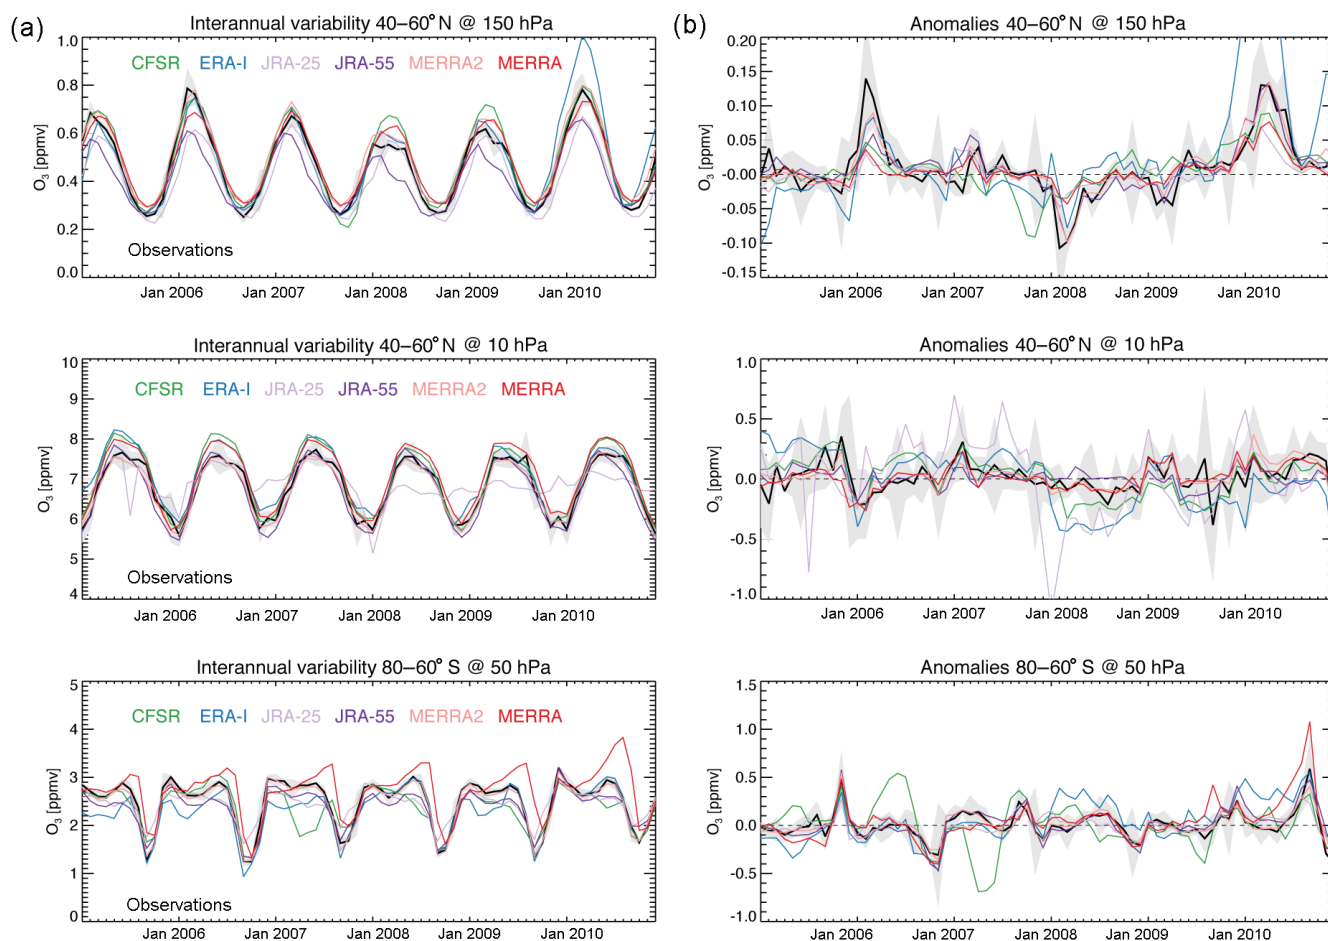 (a)
Interannual variability 40–60° N @ 150 hPa
CFSR ERA-I JRA-25 JRA-55 MERRA2 MERRA
O3 [ppmv]
1.0
0.8
0.6
0.4
0.2
0.0
Observations
Jan 2006 Jan 2007 Jan 2008 Jan 2009 Jan 2010
(b)
Anomalies 40–60° N @ 150 hPa
O3 [ppmv]
0.20
0.15
0.10
0.05
-0.00
-0.05
-0.10
-0.15
Jan 2006 Jan 2007 Jan 2008 Jan 2009 Jan 2010
Interannual variability 40–60° N @ 10 hPa
CFSR ERA-I JRA-25 JRA-55 MERRA2 MERRA
O3 [ppmv]
10
9
8
7
6
5
4
Observations
Jan 2006 Jan 2007 Jan 2008 Jan 2009 Jan 2010
Anomalies 40–60° N @ 10 hPa
O3 [ppmv]
1.0
0.5
0.0
-0.5
-1.0
Jan 2006 Jan 2007 Jan 2008 Jan 2009 Jan 2010
Interannual variability 80–60° S @ 50 hPa
CFSR ERA-I JRA-25 JRA-55 MERRA2 MERRA
O3 [ppmv]
5
4
3
2
1
0
Observations
Jan 2006 Jan 2007 Jan 2008 Jan 2009 Jan 2010
Anomalies 80–60° S @ 50 hPa
O3 [ppmv]
1.5
1.0
0.5
0.0
-0.5
-1.0
Jan 2006 Jan 2007 Jan 2008 Jan 2009 Jan 2010